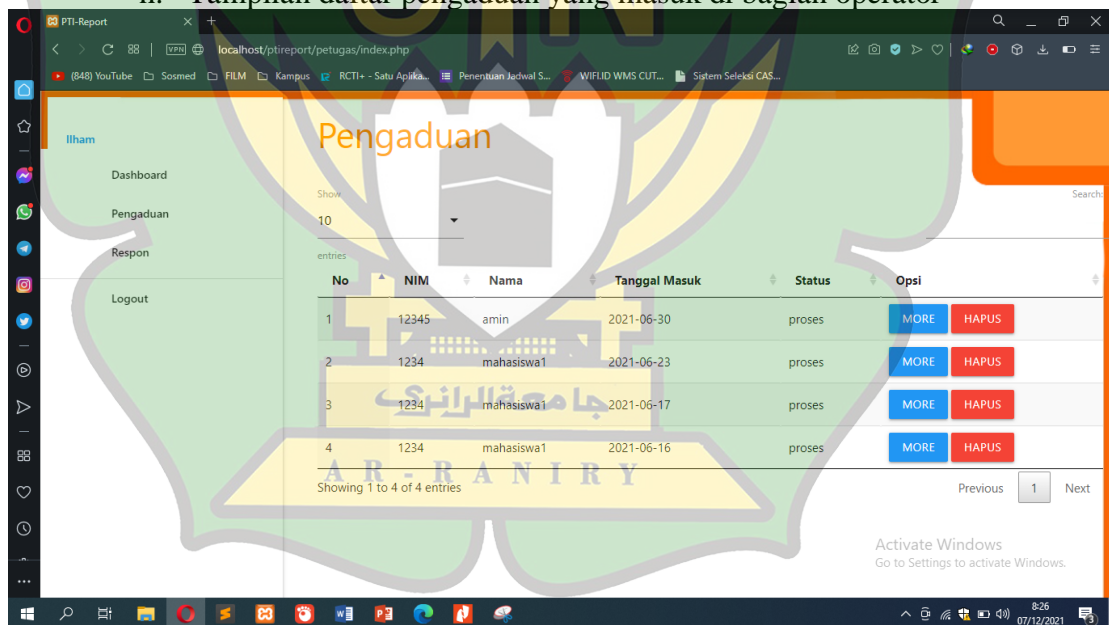 Tampilan daftar pengaduan yang masuk di bagian operator
PTI-Report
VPN localhost/ptireport/petugas/index.php
(848) YouTube Sosmed FILM Kampus RCTI+ - Satu Aplika... Penentuan Jadwal S... WIFI.ID WMS CUT... Sistem Seleksi CAS...
Ilham
Dashboard
Pengaduan
Respon
Logout
Pengaduan
Show
10
entries
Search:
No NIM Nama Tanggal Masuk Status Opsi
1 12345 amin 2021-06-30 proses MORE HAPUS
2 1234 mahasiswa1 2021-06-23 proses MORE HAPUS
3 1234 mahasiswa1 2021-06-17 proses MORE HAPUS
4 1234 mahasiswa1 2021-06-16 proses MORE HAPUS
Showing 1 to 4 of 4 entries
Previous 1 Next
جامعة الرانري
AR-RANIRY
Activate Windows
Go to Settings to activate Windows.
8:26
07/12/2021
3